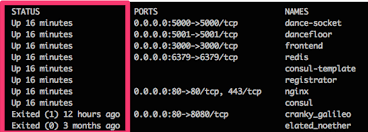 STATUS PORTS NAMES
Up 16 minutes 0.0.0.0:5000->5000/tcp dance-socket
Up 16 minutes 0.0.0.0:5001->5001/tcp dancefloor
Up 16 minutes 0.0.0.0:3000->3000/tcp frontend
Up 16 minutes 0.0.0.0:6379->6379/tcp redis
Up 16 minutes consul-template
Up 16 minutes registrator
Up 16 minutes 0.0.0.0:80->80/tcp, 443/tcp nginx
Up 16 minutes consul
Exited (1) 12 hours ago 0.0.0.0:80->8080/tcp cranky_galileo
Exited (0) 3 months ago elated_noether